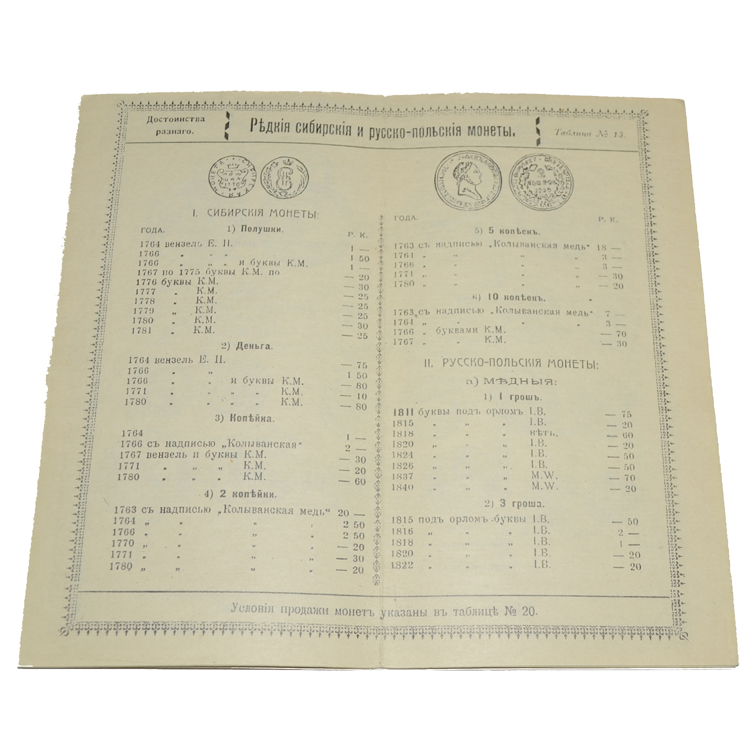 Достоинства
разнаго.
Рѣдкія сибирскія и русско-польскія монеты.
Таблица № 13.
I. СИБИРСКІЯ МОНЕТЫ:
1) Полушки.
ГОДА. Р. К.
1764 вензель Е. II. 1 —
1766 „ „ „ 1 50
1766 „ „ „ и буквы К.М. 1 —
1767 по 1775 буквы К.М. по — 20
1776 буквы К.М. — 30
1777 „ К.М. — 25
1778 „ К.М. — 25
1779 „ К.М. — 25
1780 „ К.М. — 30
1781 „ К.М. — 25
2) Деньга.
1764 вензель Е. II. — 75
1766 „ „ 1 50
1766 „ „ и буквы К.М. — 80
1771 „ „ „ „ К.М. — 10
1780 „ „ „ „ К.М. — 80
3) Копѣйка.
1764 1 —
1766 съ надписью „Колыванская“ 2 —
1767 вензель и буквы К.М. — 30
1771 „ „ „ К.М. — 20
1780 „ „ „ К.М. — 60
4) 2 копѣйки.
1763 съ надписью „Колыванская мѣдь“ 20 —
1764 „ „ „ „ 2 50
1766 „ „ „ „ 2 50
1770 „ „ „ „ — 20
1771 „ „ „ „ — 30
1780 „ „ „ „ — 20
ГОДА. Р. К.
5) 5 копѣекъ.
1763 съ надписью „Колыванская медь“ 18 —
1764 „ „ „ „ 3 —
1766 „ „ „ „ 3 —
1771 „ „ „ „ — 30
1780 „ „ „ „ — 20
6) 10 копѣекъ.
1763 съ надписью „Колыванская медь“ 7 —
1764 „ „ „ „ 3 —
1766 „ буквами К.М. — 70
1767 „ „ К.М. — 30
II. РУССКО-ПОЛЬСКІЯ МОНЕТЫ:
а) МѢДНЫЯ:
1) 1 грошъ.
1811 буквы подъ орломъ I.B. — 75
1815 „ „ „ I.B. — 20
1818 „ „ „ нѣтъ. — 60
1820 „ „ „ I.B. — 20
1824 „ „ „ I.B. — 50
1826 „ „ „ I.B. — 50
1837 „ „ „ M.W. — 70
1840 „ „ „ M.W. — 20
2) 3 гроша.
1815 подъ орломъ буквы I.B. — 50
1816 „ „ „ I.B. 2 —
1818 „ „ „ I.B. 1 —
1820 „ „ „ I.B. — 20
1822 „ „ „ I.B. — 20
Условія продажи монетъ указаны въ таблицѣ № 20.